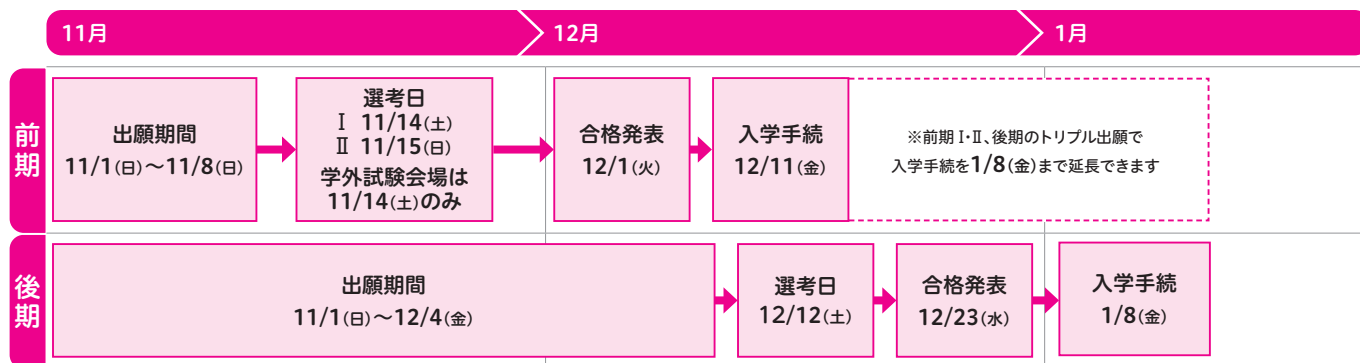 11月
12月
1月
前期
出願期間
11/1(日)～11/8(日)
選考日
Ⅰ 11/14(土)
Ⅱ 11/15(日)
学外試験会場は
11/14(土)のみ
合格発表
12/1(火)
入学手続
12/11(金)
※前期Ⅰ・Ⅱ、後期のトリプル出願で
入学手続を1/8(金)まで延長できます
後期
出願期間
11/1(日)～12/4(金)
選考日
12/12(土)
合格発表
12/23(水)
入学手続
1/8(金)